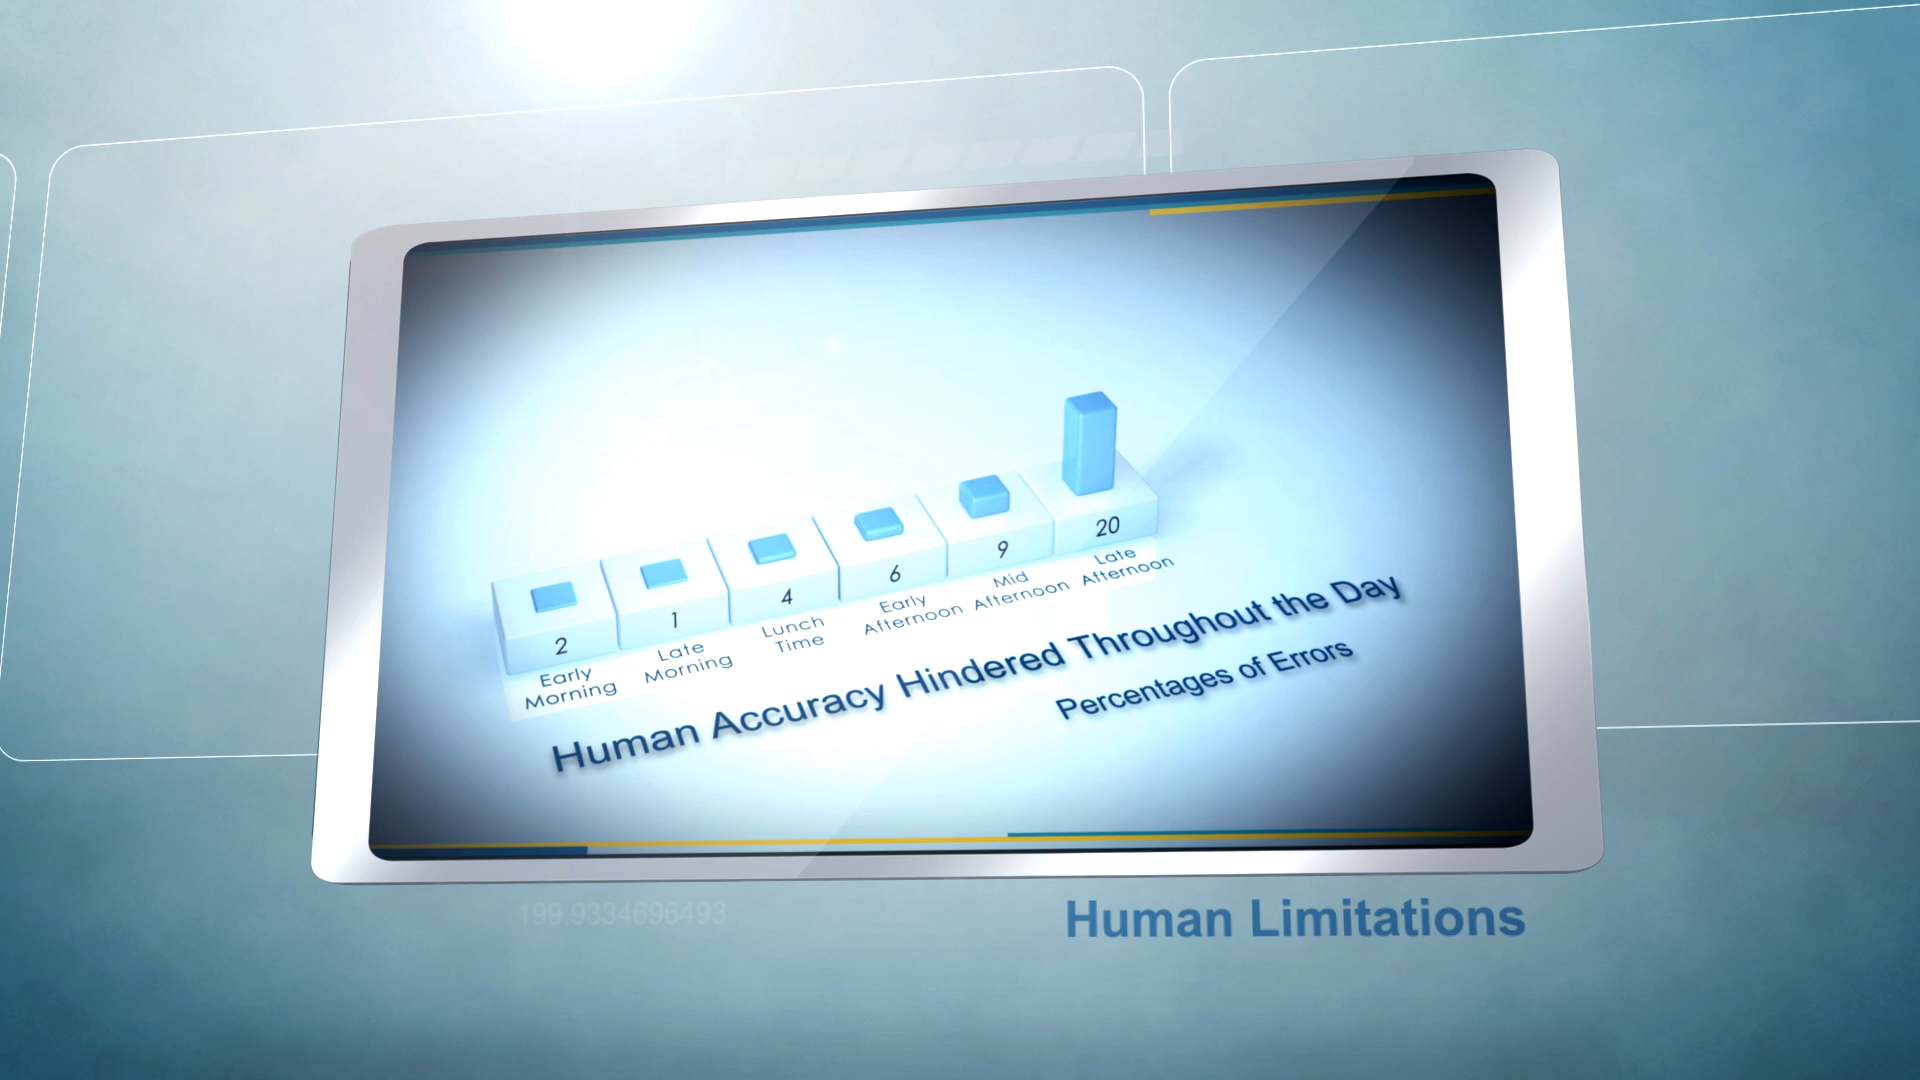 2 1 4 6 9 20
Early Morning
Late Morning
Lunch Time
Early Afternoon
Mid Afternoon
Late Afternoon
Human Accuracy Hindered Throughout the Day
Percentages of Errors
199.9334696493
Human Limitations